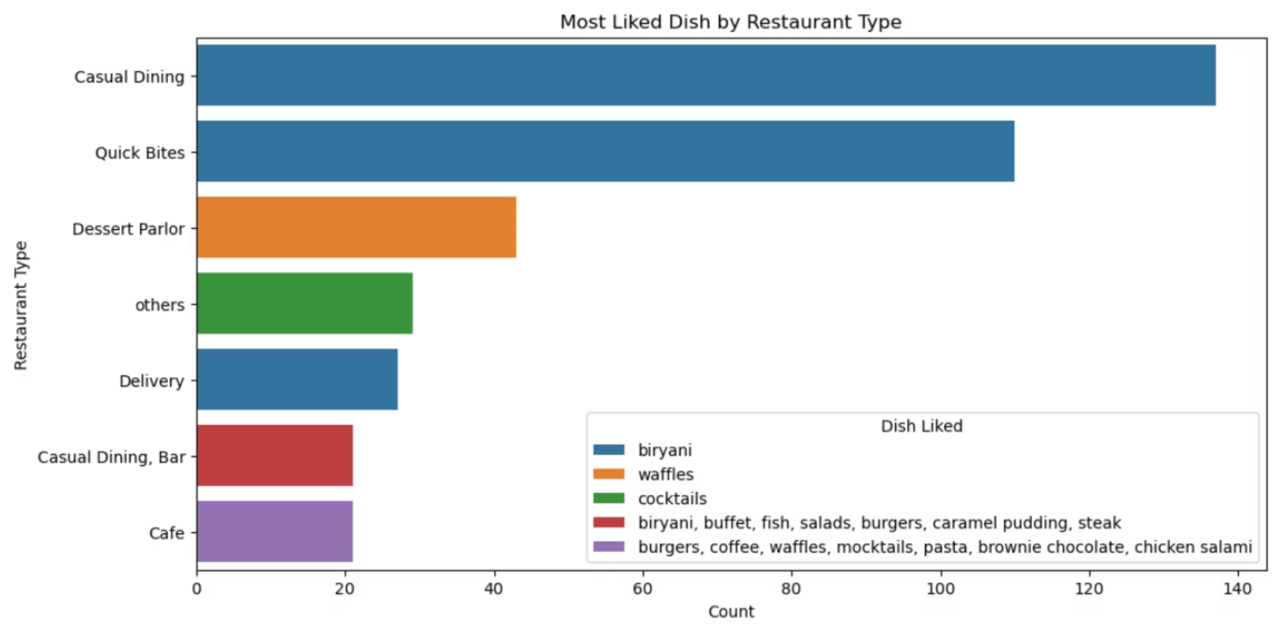 Most Liked Dish by Restaurant Type
Casual Dining
Quick Bites
Dessert Parlor
others
Delivery
Casual Dining, Bar
Cafe
Restaurant Type
Dish Liked
biryani
waffles
cocktails
biryani, buffet, fish, salads, burgers, caramel pudding, steak
burgers, coffee, waffles, mocktails, pasta, brownie chocolate, chicken salami
0 20 40 60 80 100 120 140
Count